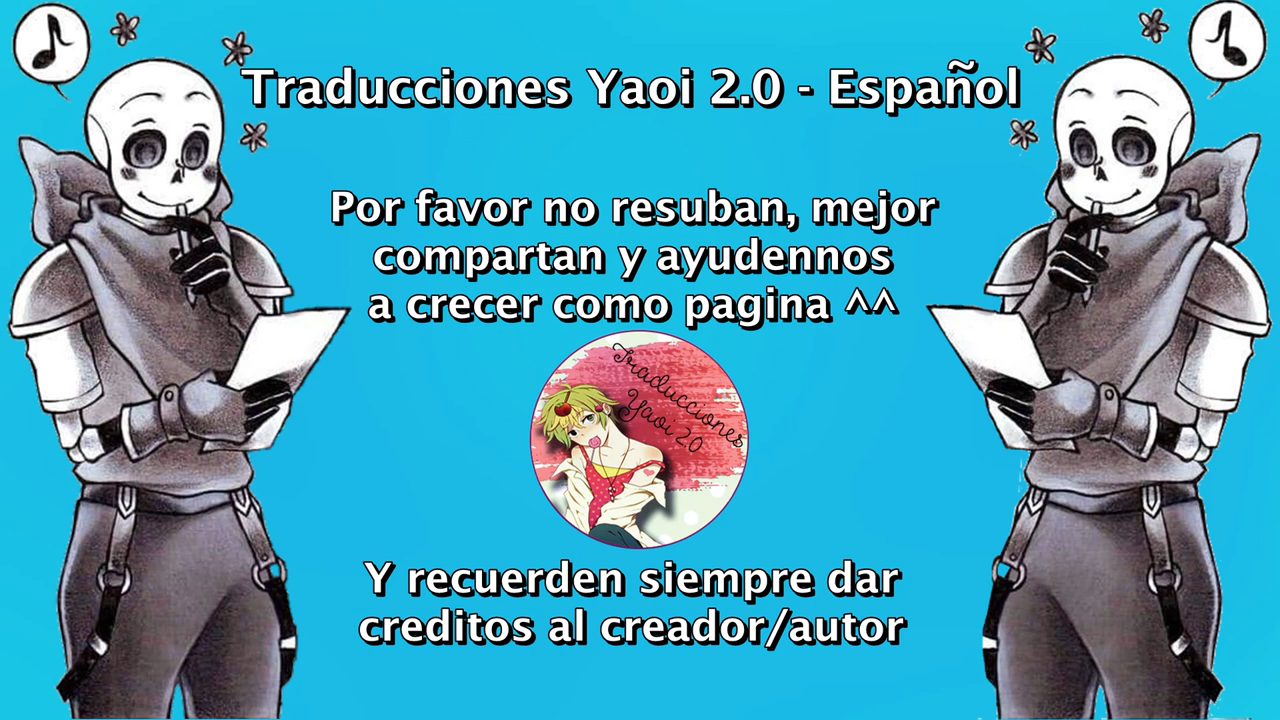 Traducciones Yaoi 2.0 - Español
Por favor no resuban, mejor
compartan y ayudennos
a crecer como pagina ^^
Traducciones
Yaoi 2.0
Y recuerden siempre dar
creditos al creador/autor